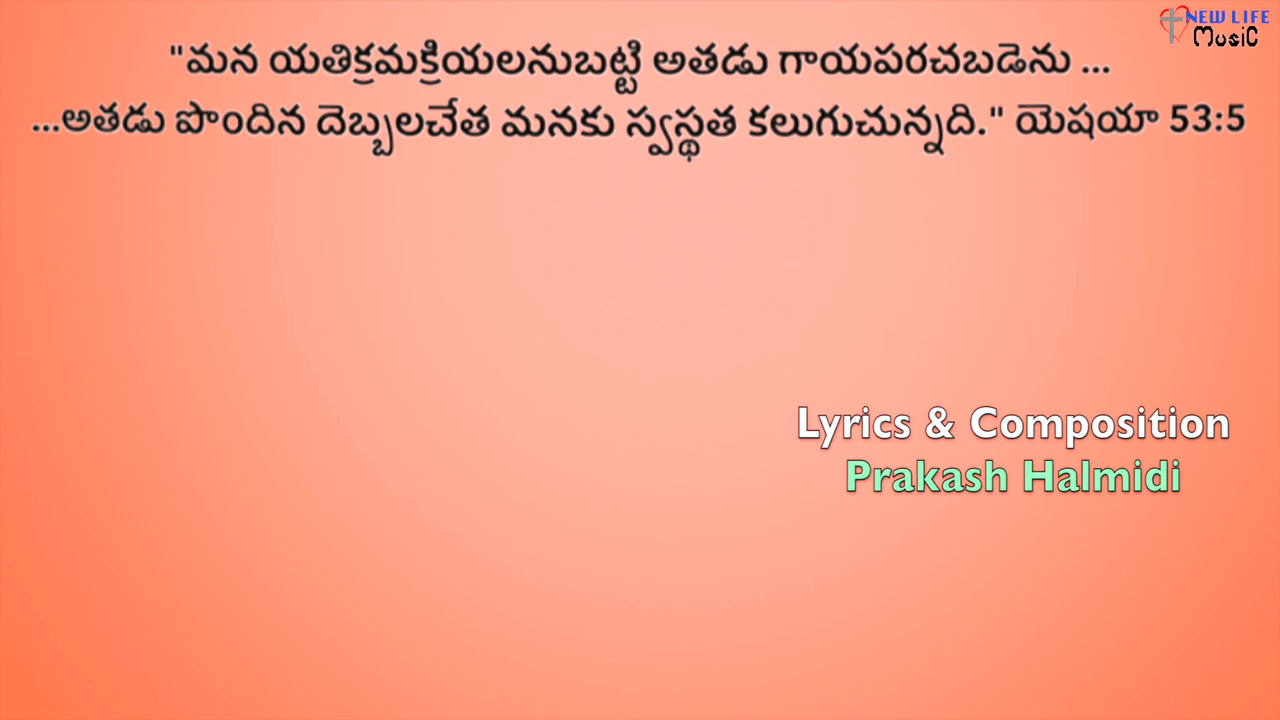 NEW LIFE
MusiC
"మన యతిక్రమక్రియలనుబట్టి అతడు గాయపరచబడెను ...
...అతడు పొందిన దెబ్బలచేత మనకు స్వస్థత కలుగుచున్నది." యెషయా 53:5
Lyrics & Composition
Prakash Halmidi